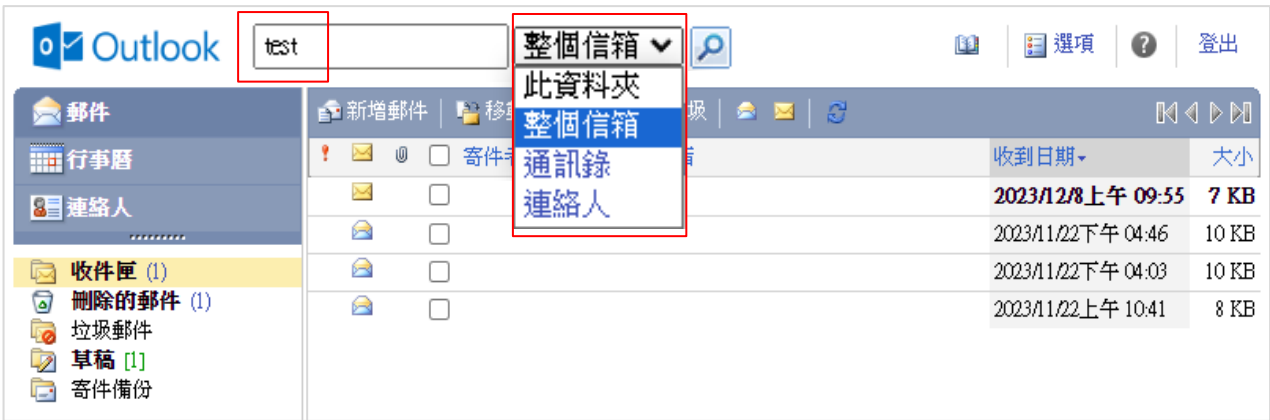 Outlook test 整個信箱 選項 登出
此資料夾
整個信箱
通訊錄
連絡人
郵件
行事曆
連絡人
新增郵件 圾
寄件 收到日期 大小
2023/12/8上午 09:55 7 KB
2023/11/22下午 04:46 10 KB
2023/11/22下午 04:03 10 KB
2023/11/22上午 10:41 8 KB
收件匣 (1)
刪除的郵件 (1)
垃圾郵件
草稿 [1]
寄件備份